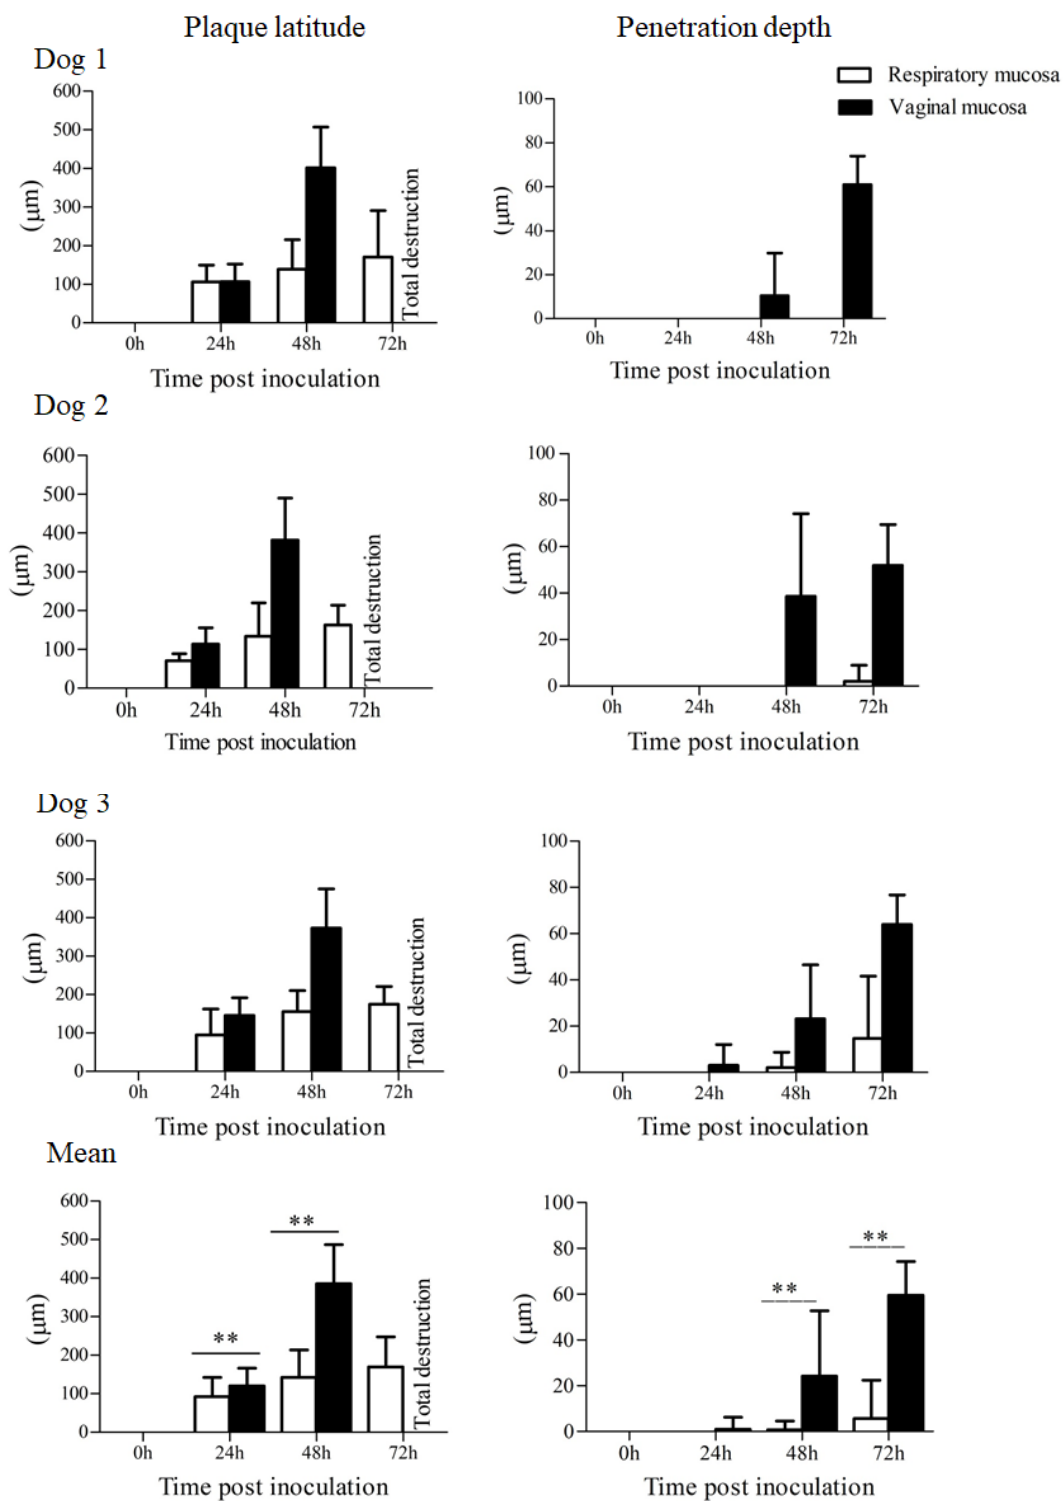 Plaque latitude
Penetration depth
Dog 1
Respiratory mucosa
Vaginal mucosa
600
500
400
300
200
100
0
(μm)
Total destruction
0h 24h 48h 72h
Time post inoculation
100
80
60
40
20
0
(μm)
0h 24h 48h 72h
Time post inoculation
Dog 2
600
500
400
300
200
100
0
(μm)
Total destruction
0h 24h 48h 72h
Time post inoculation
100
80
60
40
20
0
(μm)
0h 24h 48h 72h
Time post inoculation
Dog 3
600
500
400
300
200
100
0
(μm)
Total destruction
0h 24h 48h 72h
Time post inoculation
100
80
60
40
20
0
(μm)
0h 24h 48h 72h
Time post inoculation
Mean
600
500
400
300
200
100
0
(μm)
**
**
Total destruction
0h 24h 48h 72h
Time post inoculation
100
80
60
40
20
0
(μm)
**
**
0h 24h 48h 72h
Time post inoculation